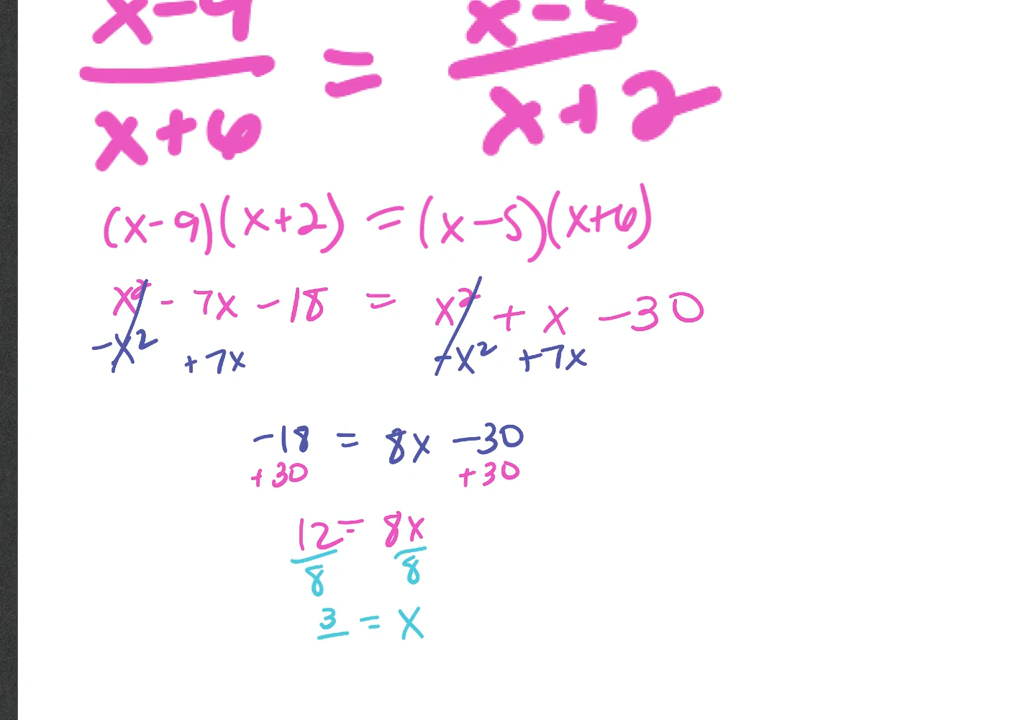 x-9/x+6 = x-5/x+2
(x-9)(x+2) = (x-5)(x+6)
x² - 7x -18 = x² + x -30
-x² +7x -x² +7x
-18 = 8x -30
+30 +30
12 = 8x
8 8
3 = x